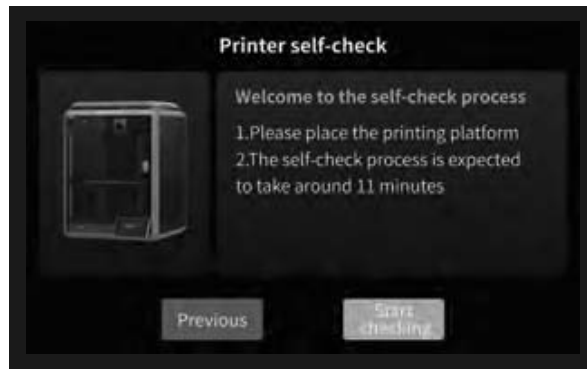 Printer self-check
Welcome to the self-check process
1.Please place the printing platform
2.The self-check process is expected
to take around 11 minutes
Previous
Start
checking